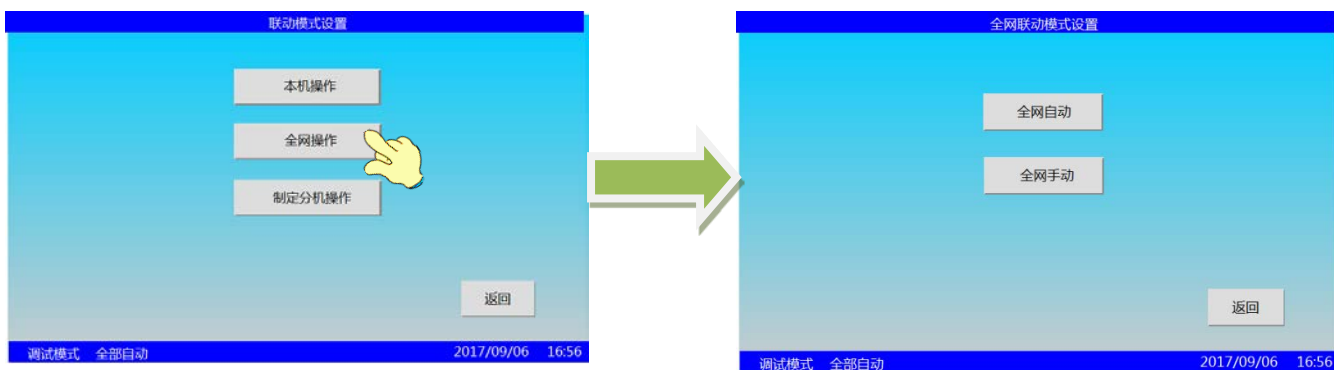 联动模式设置
本机操作
全网操作
制定分机操作
返回
调试模式 全部自动 2017/09/06 16:56
全网联动模式设置
全网自动
全网手动
返回
调试模式 全部自动 2017/09/06 16:56